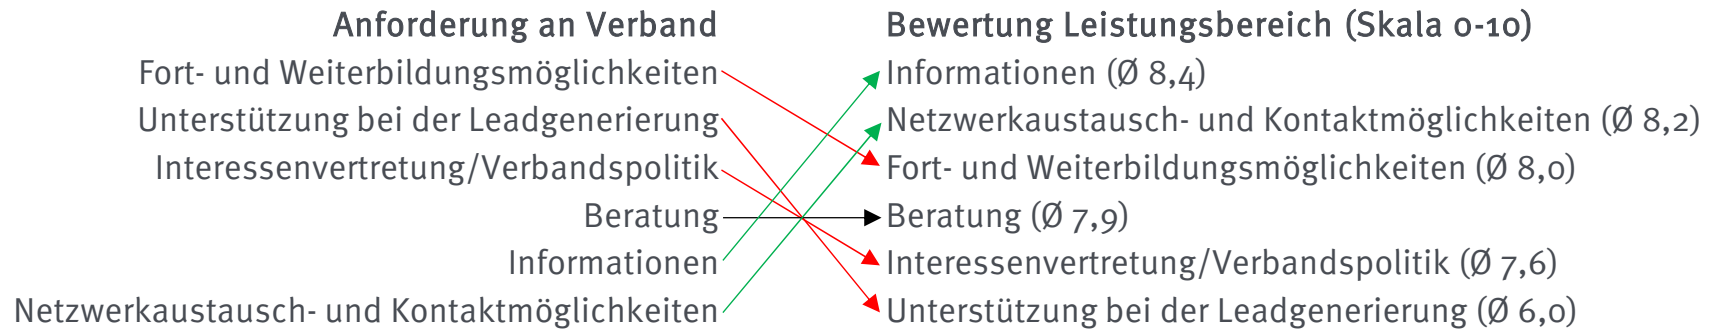 Anforderung an Verband Bewertung Leistungsbereich (Skala 0-10)
Fort- und Weiterbildungsmöglichkeiten Informationen (Ø 8,4)
Unterstützung bei der Leadgenerierung Netzwerkaustausch- und Kontaktmöglichkeiten (Ø 8,2)
Interessenvertretung/Verbandspolitik Fort- und Weiterbildungsmöglichkeiten (Ø 8,0)
Beratung Beratung (Ø 7,9)
Informationen Interessenvertretung/Verbandspolitik (Ø 7,6)
Netzwerkaustausch- und Kontaktmöglichkeiten Unterstützung bei der Leadgenerierung (Ø 6,0)